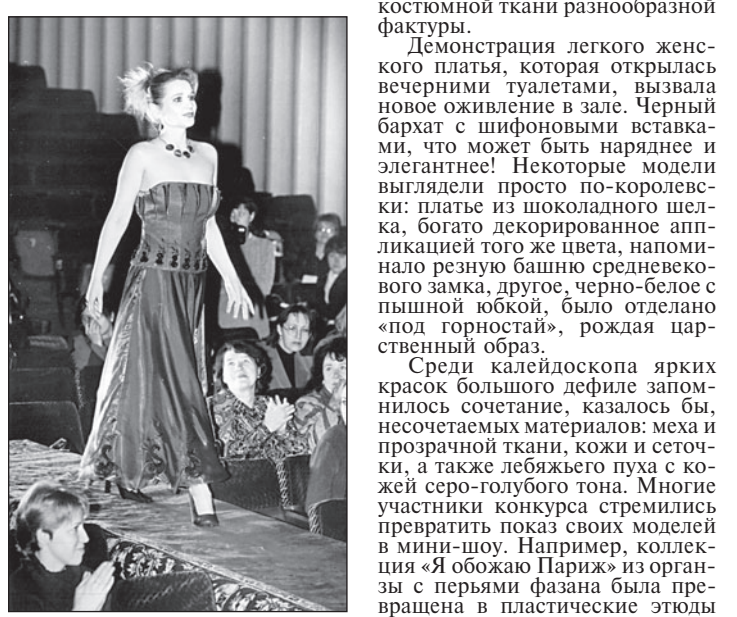 костюмной ткани разнообразной
фактуры.
Демонстрация легкого женс-
кого платья, которая открылась
вечерними туалетами, вызвала
новое оживление в зале. Черный
бархат с шифоновыми вставка-
ми, что может быть наряднее и
элегантнее! Некоторые модели
выглядели просто по-королевс-
ки: платье из шоколадного шел-
ка, богато декорированное апп-
ликацией того же цвета, напоми-
нало резную башню средневеко-
вого замка, другое, черно-белое с
пышной юбкой, было отделано
«под горностай», рождая цар-
ственный образ.
Среди калейдоскопа ярких
красок большого дефиле запом-
нилось сочетание, казалось бы,
несочетаемых материалов: меха и
прозрачной ткани, кожи и сеточ-
ки, а также лебяжьего пуха с ко-
жей серо-голубого тона. Многие
участники конкурса стремились
превратить показ своих моделей
в мини-шоу. Например, коллек-
ция «Я обожаю Париж» из орган-
зы с перьями фазана была пре-
вращена в пластические этюды